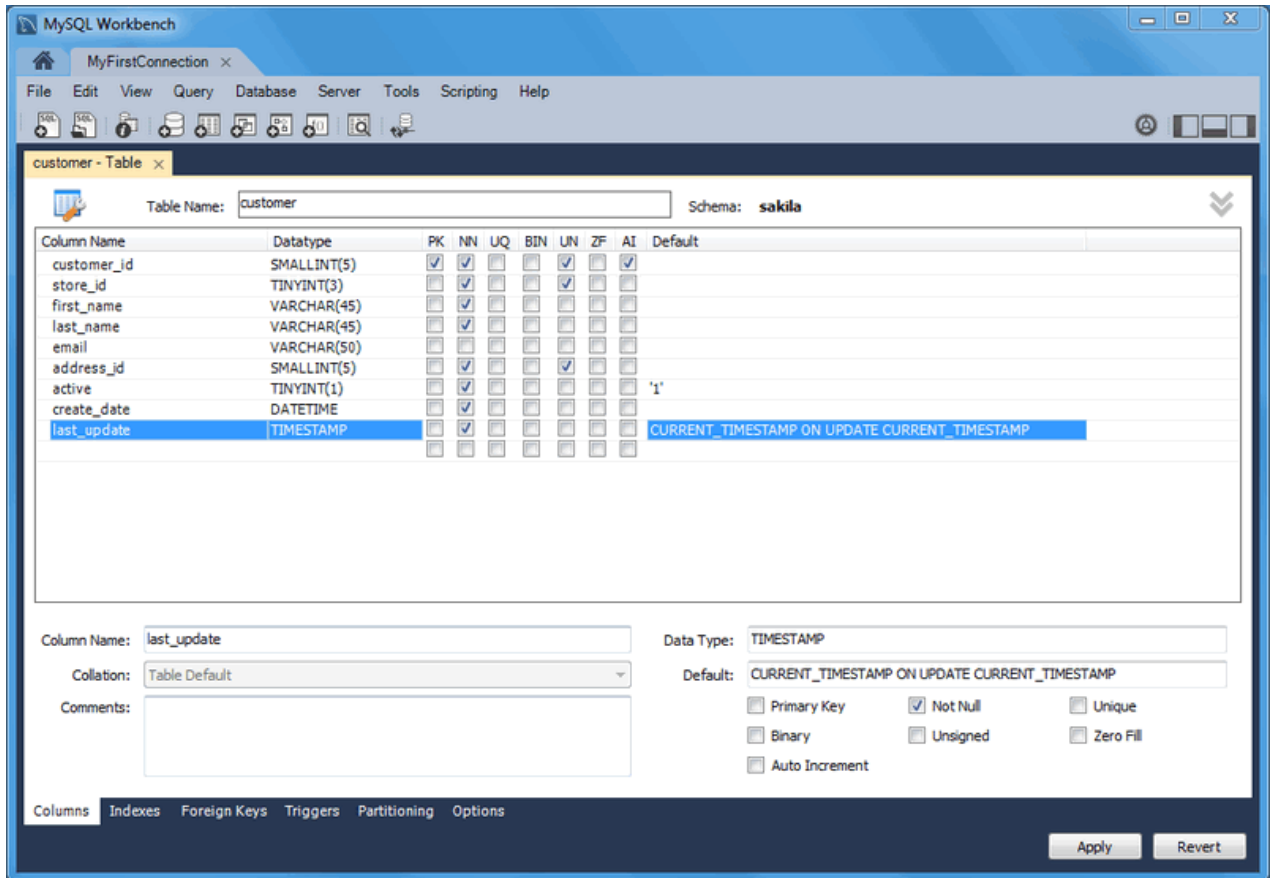 MySQL Workbench
MyFirstConnection
File Edit View Query Database Server Tools Scripting Help
customer - Table
Table Name: customer Schema: sakila
Column Name Datatype PK NN UQ BIN UN ZF AI Default
customer_id SMALLINT(5)
store_id TINYINT(3)
first_name VARCHAR(45)
last_name VARCHAR(45)
email VARCHAR(50)
address_id SMALLINT(5)
active TINYINT(1) '1'
create_date DATETIME
last_update TIMESTAMP CURRENT_TIMESTAMP ON UPDATE CURRENT_TIMESTAMP
Column Name: last_update Data Type: TIMESTAMP
Collation: Table Default Default: CURRENT_TIMESTAMP ON UPDATE CURRENT_TIMESTAMP
Comments: Primary Key Not Null Unique
Binary Unsigned Zero Fill
Auto Increment
Columns Indexes Foreign Keys Triggers Partitioning Options
Apply Revert